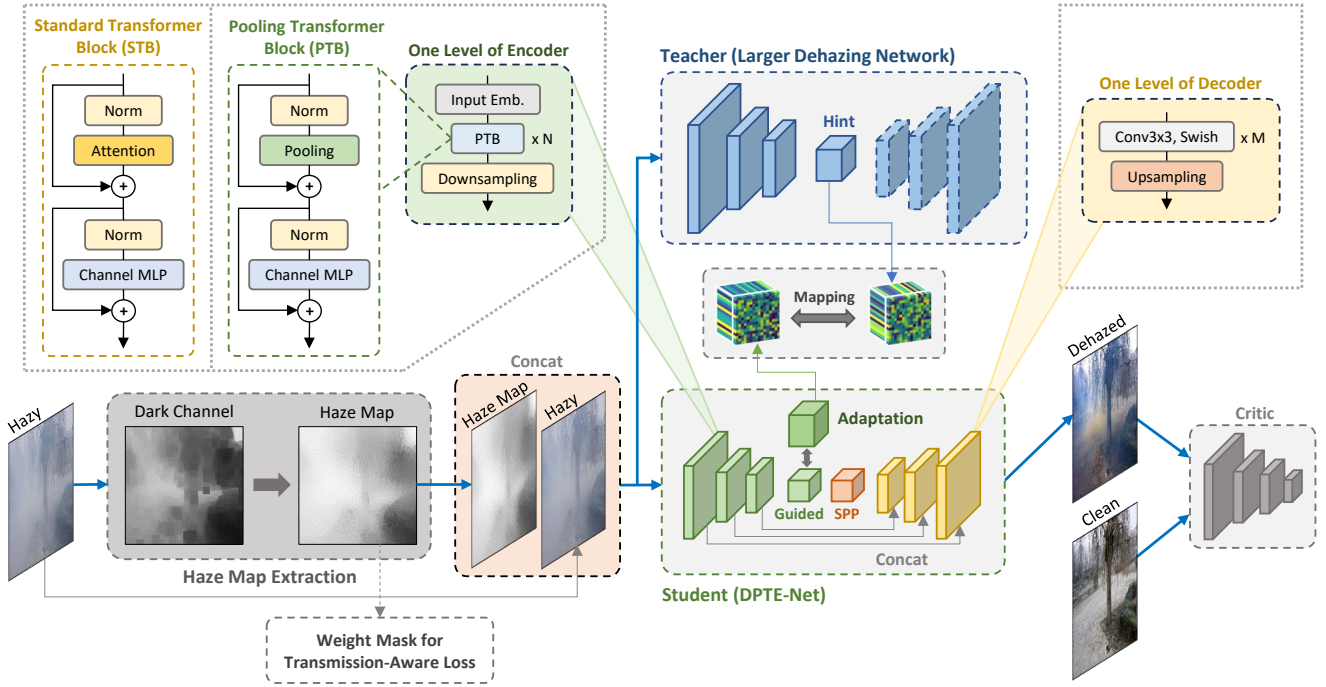 Standard Transformer
Block (STB)
Norm
Attention
+
Norm
Channel MLP
+
Pooling Transformer
Block (PTB)
Norm
Pooling
+
Norm
Channel MLP
+
One Level of Encoder
Input Emb.
PTB
x N
Downsampling
Teacher (Larger Dehazing Network)
Hint
One Level of Decoder
Conv3x3, Swish
x M
Upsampling
Mapping
Hazy
Dark Channel
Haze Map
Haze Map Extraction
Concat
Haze Map
Hazy
Weight Mask for
Transmission-Aware Loss
Adaptation
Guided
SPP
Concat
Student (DPTE-Net)
Dehazed
Clean
Critic